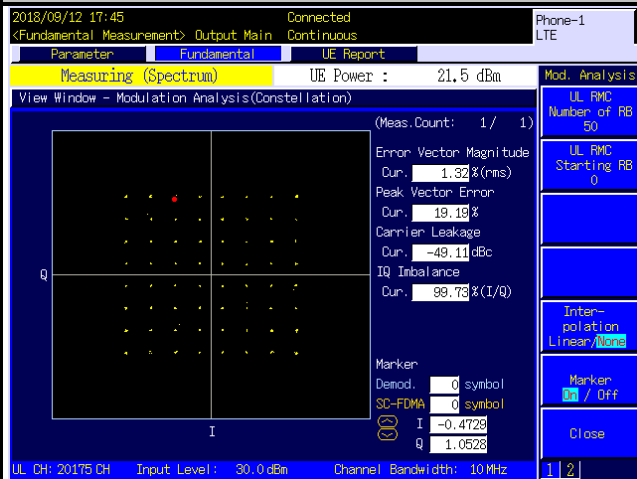 2018/09/12 17:45 Connected Phone-1
<Fundamental Measurement> Output Main Continuous LTE
Parameter Fundamental UE Report
Measuring (Spectrum) UE Power : 21.5 dBm Mod. Analysis
View Window - Modulation Analysis(Constellation)
(Meas.Count: 1/ 1)
Error Vector Magnitude
Cur. 1.32 %(rms)
Peak Vector Error
Cur. 19.19 %
Carrier Leakage
Cur. -49.11 dBc
IQ Imbalance
Cur. 99.73 %(I/Q)
Q
I
Marker
Demod. 0 symbol
SC-FDMA 0 symbol
I -0.4729
Q 1.0528
UL RMC
Number of RB
50
UL RMC
Starting RB
0
Inter-
polation
Linear/None
Marker
On / Off
Close
UL CH: 20175 CH Input Level: 30.0 dBm Channel Bandwidth: 10 MHz 1 2